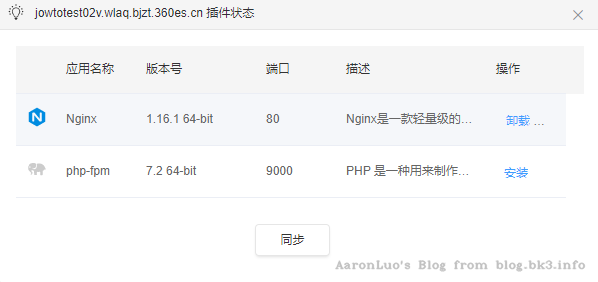 jowtotest02v.wlaq.bjzt.360es.cn 插件状态
应用名称 版本号 端口 描述 操作
Nginx 1.16.1 64-bit 80 Nginx是一款轻量级的... 卸载 ...
php-fpm 7.2 64-bit 9000 PHP 是一种用来制作... 安装
同步
AaronLuo's Blog from blog.bk3.info